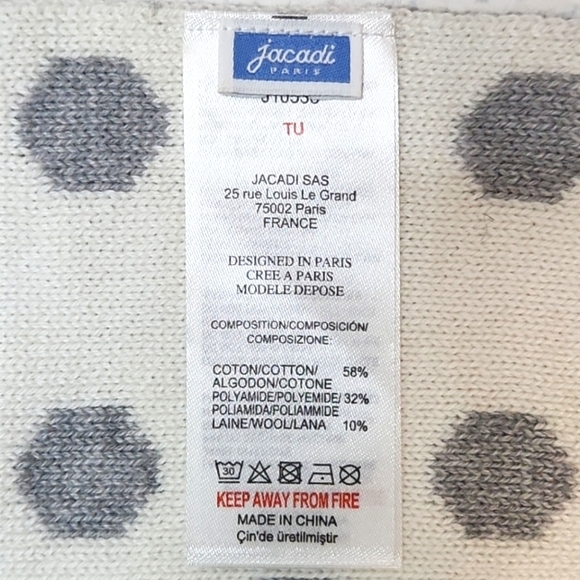 jacadi
PARIS
TU
JACADI SAS
25 rue Louis Le Grand
75002 Paris
FRANCE
DESIGNED IN PARIS
CREE A PARIS
MODELE DEPOSE
COMPOSITION/COMPOSICIÓN/
COMPOSIZIONE:
COTON/COTTON/ 58%
ALGODON/COTONE
POLYAMIDE/POLYEMIDE/ 32%
POLIAMIDA/POLIAMMIDE
LAINE/WOOL/LANA 10%
30
KEEP AWAY FROM FIRE
MADE IN CHINA
Çin'de üretilmiştir